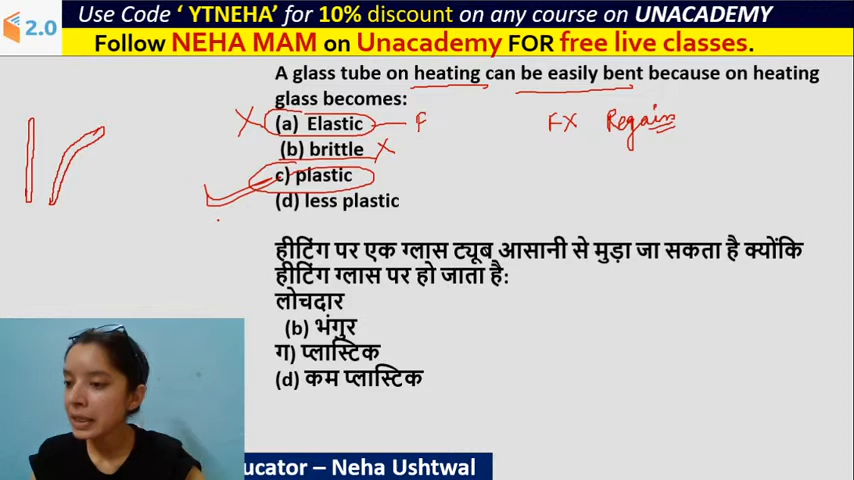 Use Code ‘ YTNEHA’ for 10% discount on any course on UNACADEMY
2.0
Follow NEHA MAM on Unacademy FOR free live classes.
A glass tube on heating can be easily bent because on heating
glass becomes:
(a) Elastic F FX Regains
(b) brittle
c) plastic
(d) less plastic
हीटिंग पर एक ग्लास ट्यूब आसानी से मुड़ा जा सकता है क्योंकि
हीटिंग ग्लास पर हो जाता है:
लोचदार
(b) भंगुर
ग) प्लास्टिक
(d) कम प्लास्टिक
ucator – Neha Ushtwal